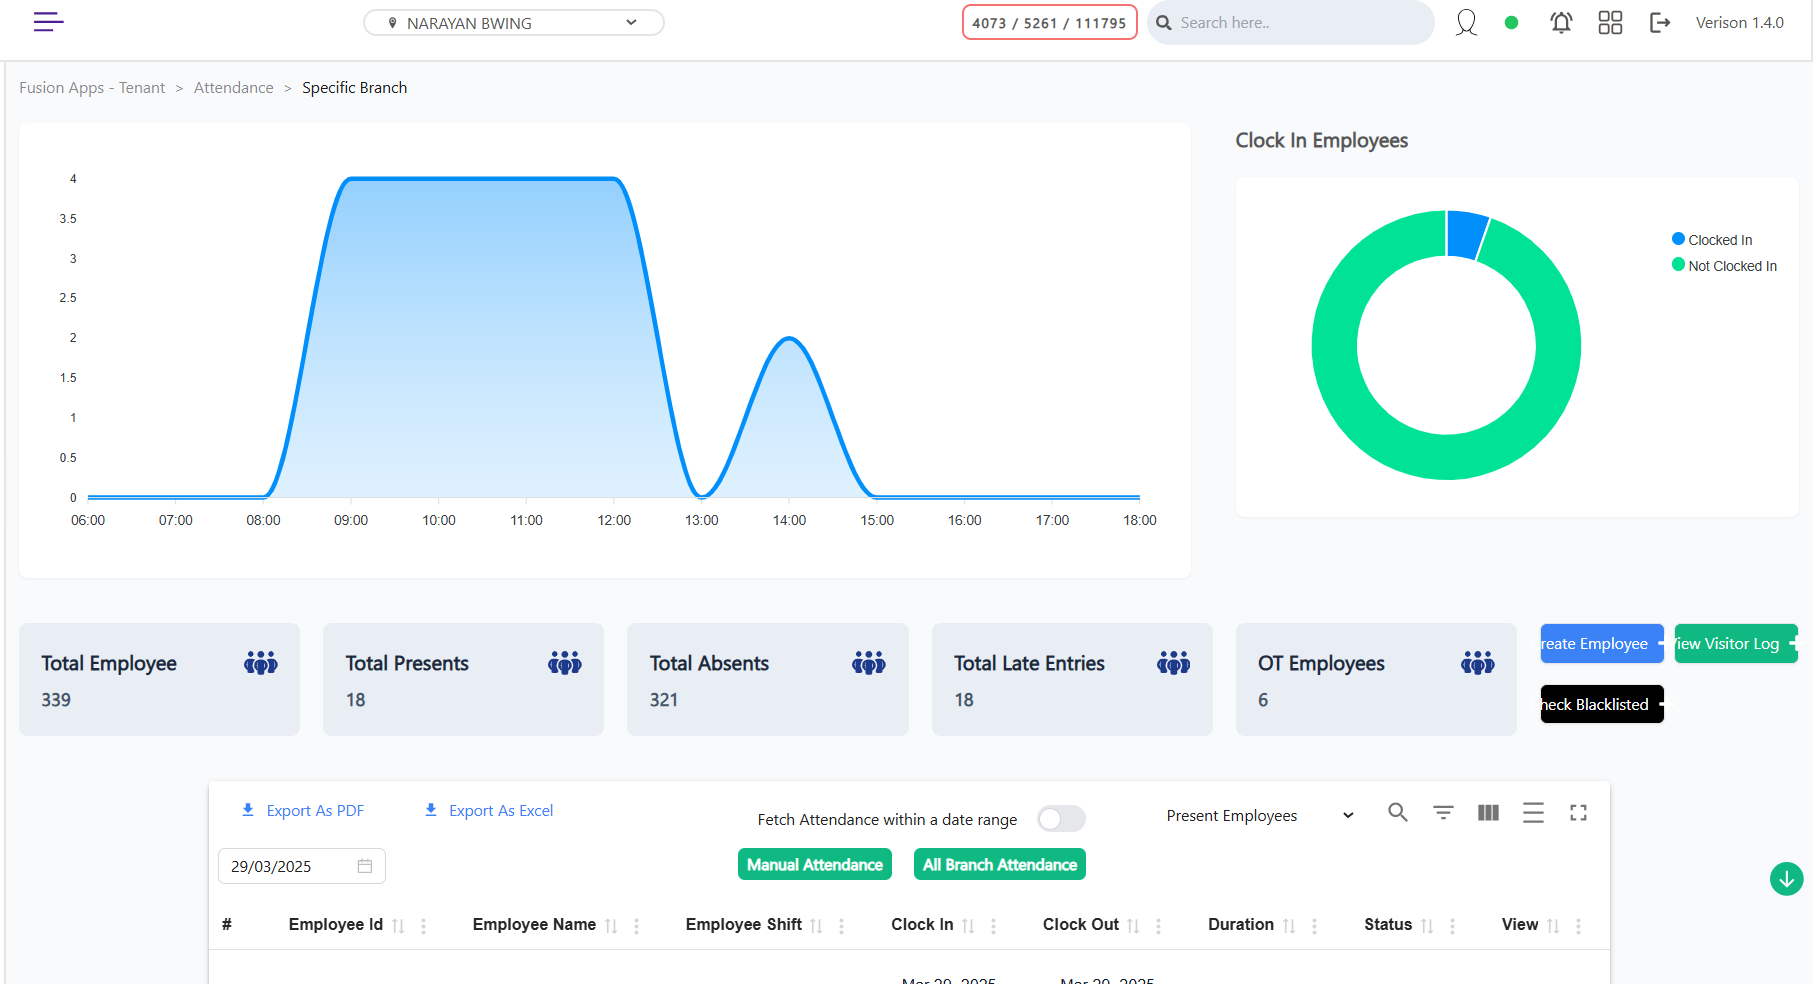 NARAYAN BWING
4073 / 5261 / 111795
Search here..
Verison 1.4.0
Fusion Apps - Tenant > Attendance > Specific Branch
Clock In Employees
4
3.5
3
2.5
2
1.5
1
0.5
0
06:00 07:00 08:00 09:00 10:00 11:00 12:00 13:00 14:00 15:00 16:00 17:00 18:00
Clocked In
Not Clocked In
Total Employee
339
Total Presents
18
Total Absents
321
Total Late Entries
18
OT Employees
6
reate Employee
iew Visitor Log
heck Blacklisted
Export As PDF
Export As Excel
Fetch Attendance within a date range
Present Employees
29/03/2025
Manual Attendance
All Branch Attendance
# Employee Id Employee Name Employee Shift Clock In Clock Out Duration Status View
Mar 29, 2025 Mar 29, 2025